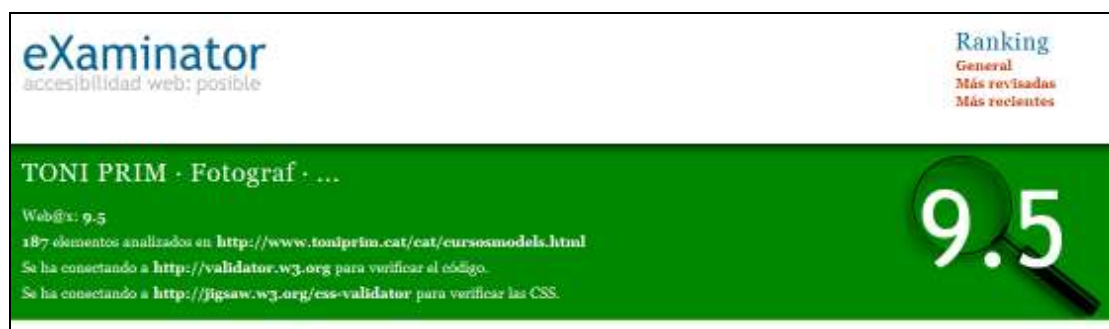 eXaminator
accesibilidad web: posible
Ranking
General
Más revisadas
Más recientes
TONI PRIM · Fotograf · ...
Web@x: 9.5
187 elementos analizados en http://www.toniprim.cat/cat/cursosmodels.html
Se ha conectando a http://validator.w3.org para verificar el código.
Se ha conectando a http://jigsaw.w3.org/css-validator para verificar las CSS.
9.5